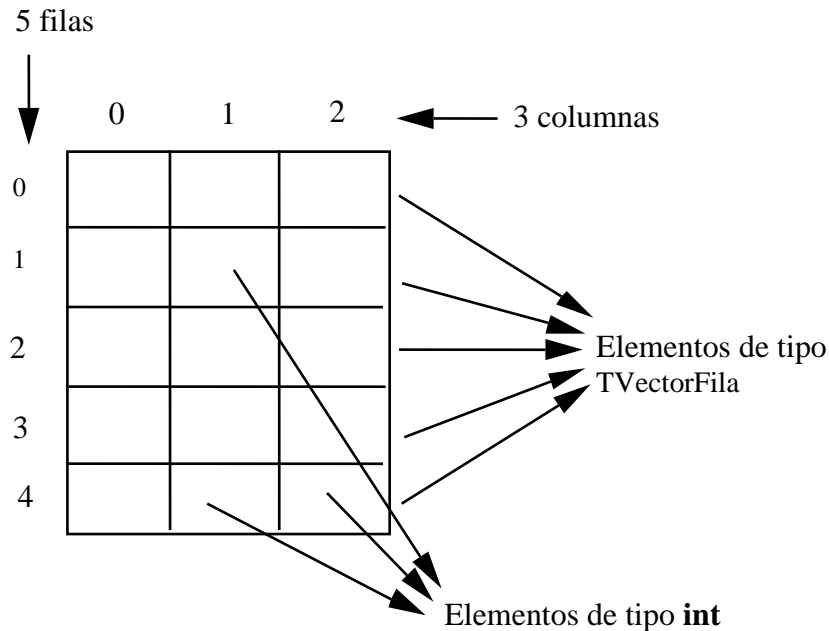 5 filas
0 1 2
3 columnas
0
1
2
3
4
Elementos de tipo
TVectorFila
Elementos de tipo int